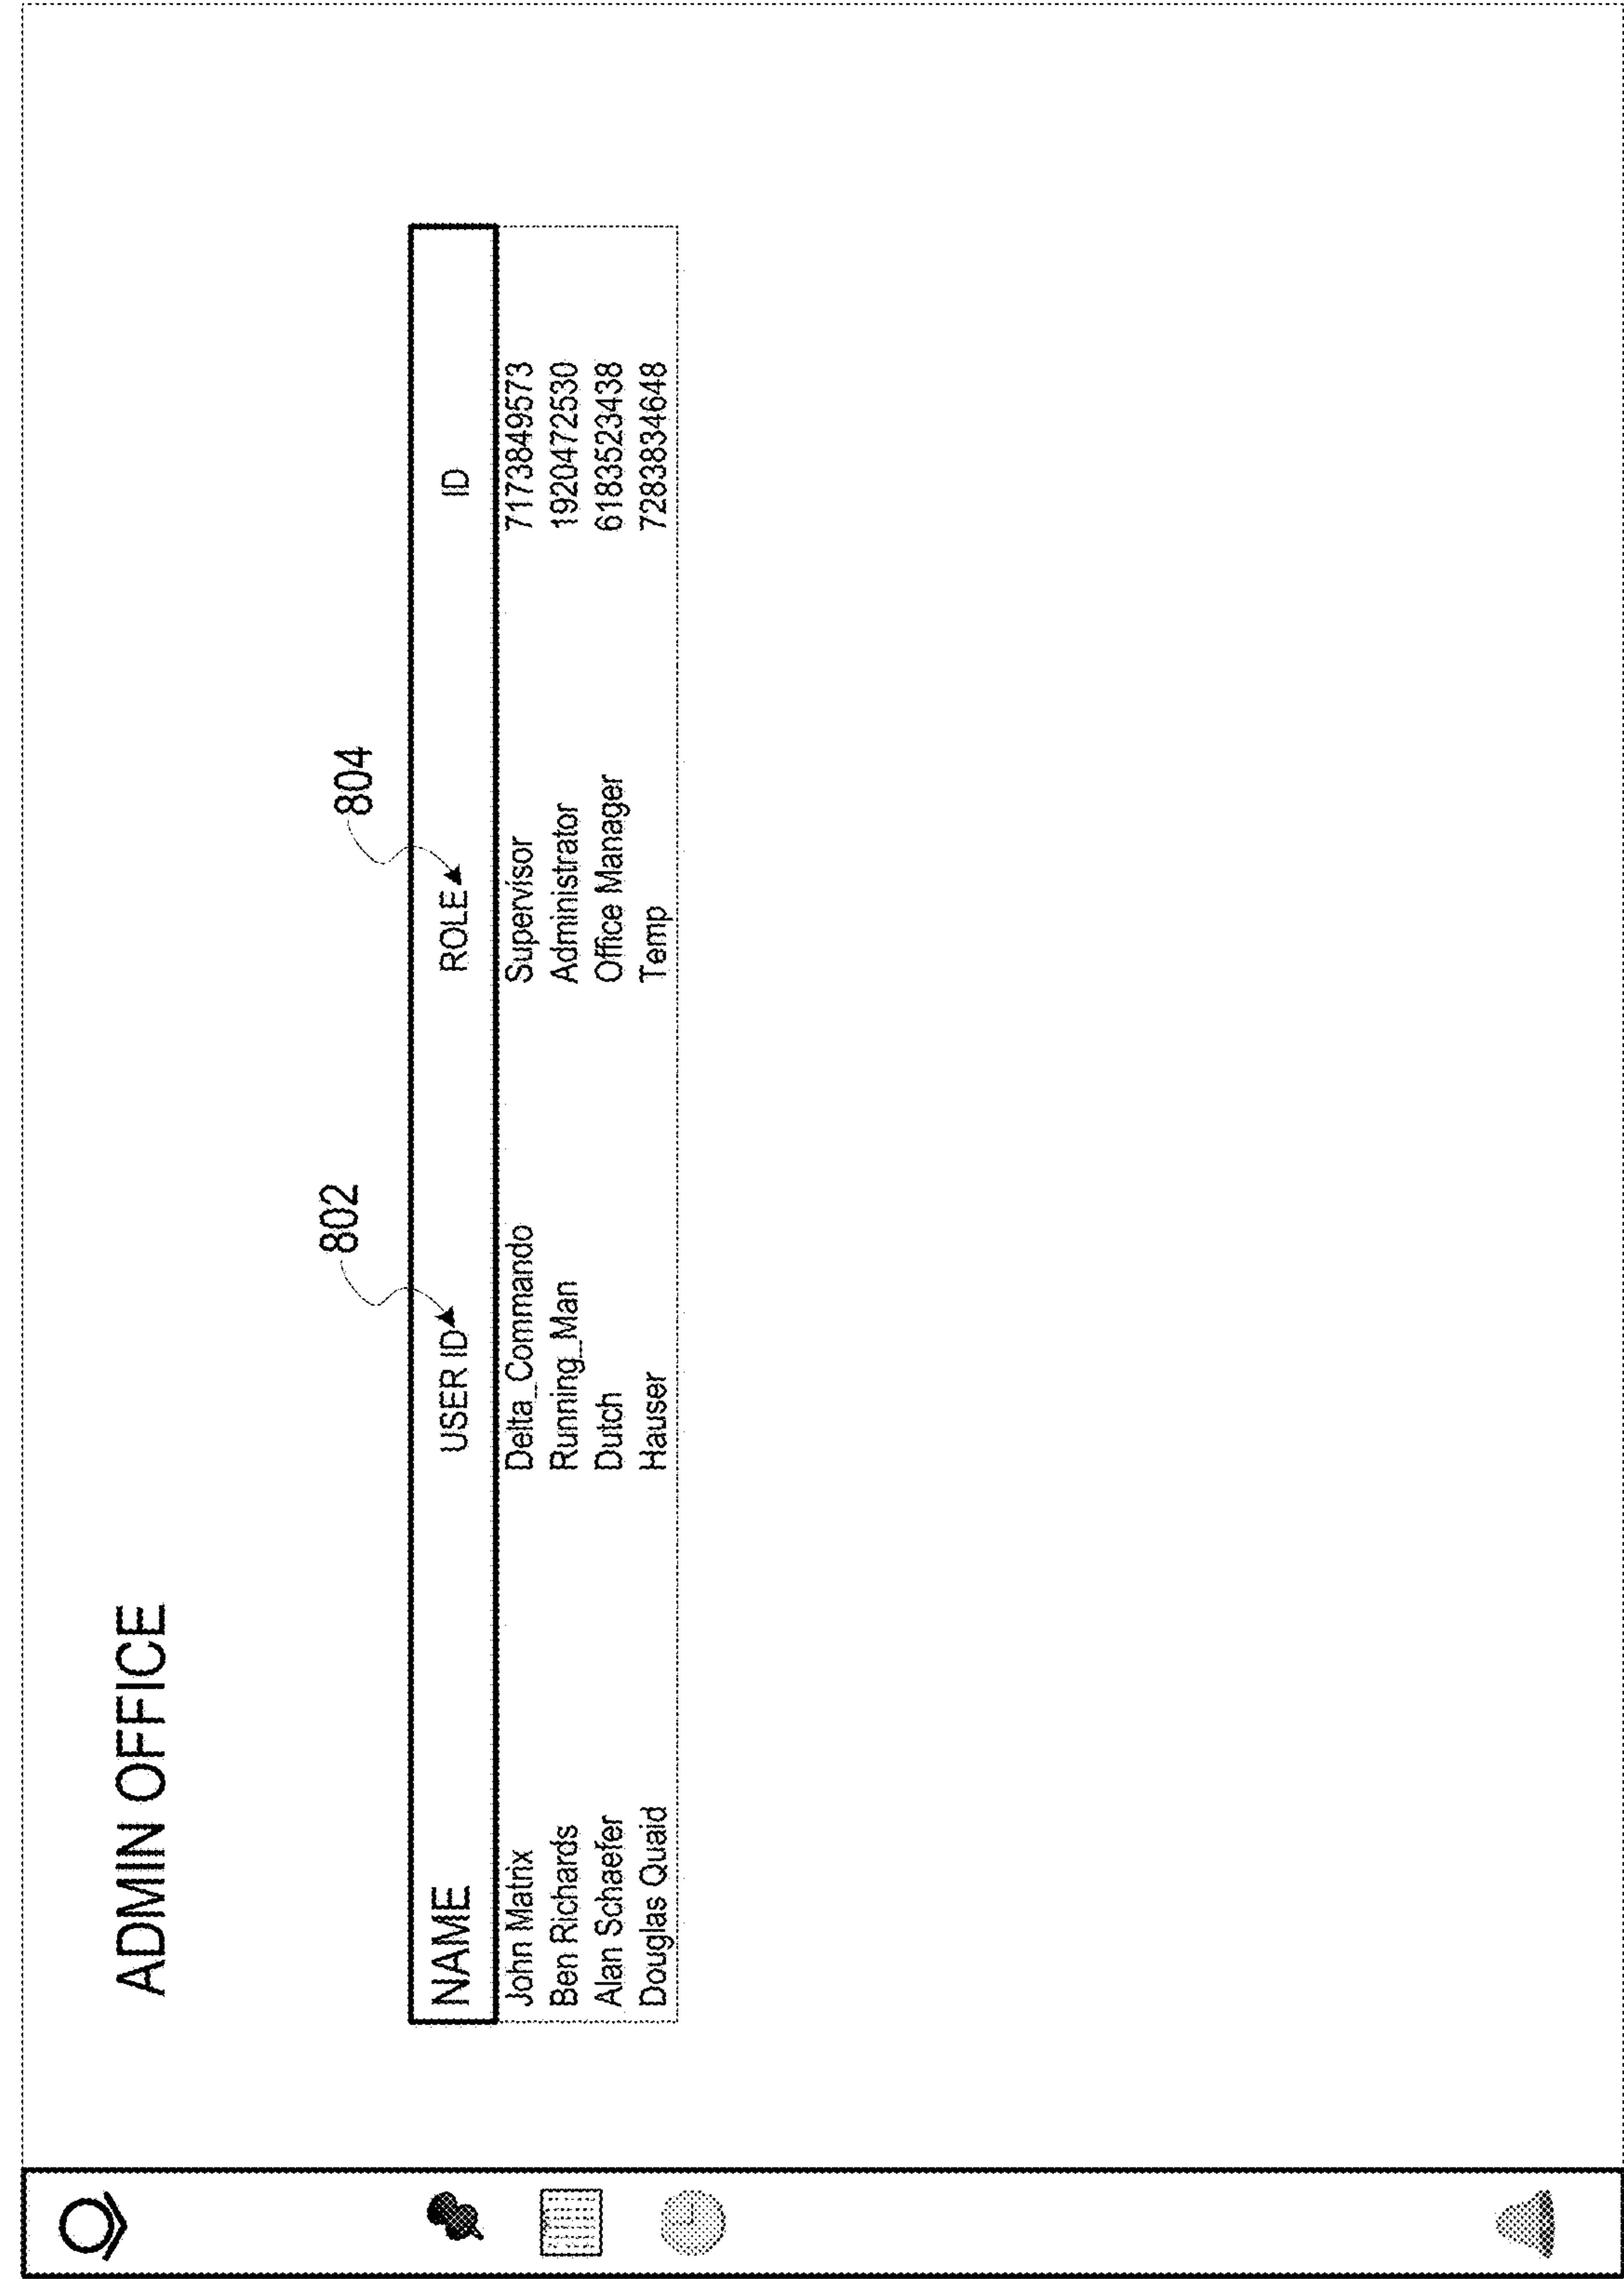 ADMIN OFFICE
802 804
NAME USER ID ROLE ID
John Matrix Delta_Commando Supervisor 7173849573
Ben Richards Running_Man Administrator 1920472530
Alan Schaefer Dutch Office Manager 6183523438
Douglas Quaid Hauser Temp 7283834648